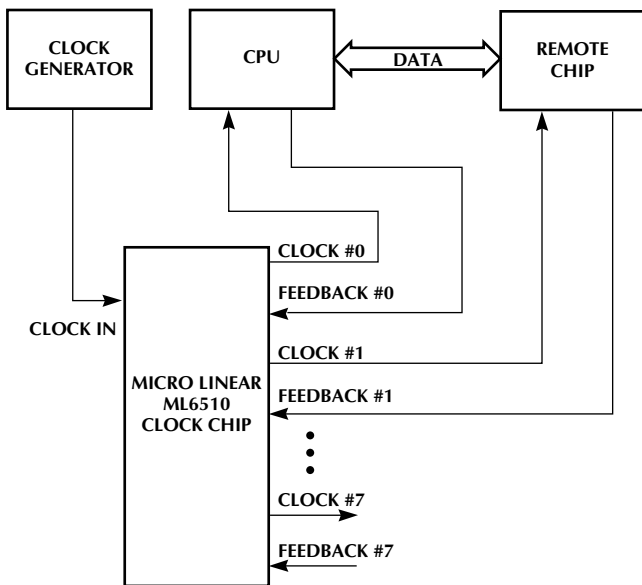 CLOCK
GENERATOR
CPU
DATA
REMOTE
CHIP
CLOCK IN
MICRO LINEAR
ML6510
CLOCK CHIP
CLOCK #0
FEEDBACK #0
CLOCK #1
FEEDBACK #1
CLOCK #7
FEEDBACK #7